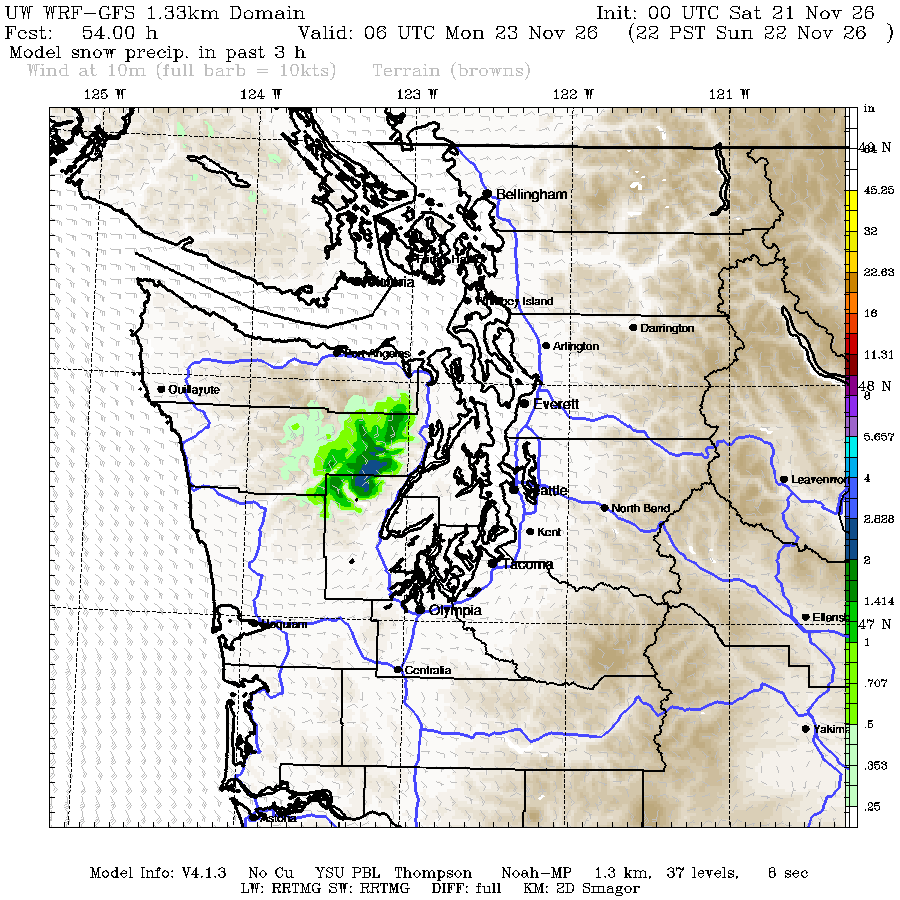 UW WRF-GFS 1.33km Domain Init: 00 UTC Sat 21 Nov 26
Fcst: 54.00 h Valid: 06 UTC Mon 23 Nov 26 (22 PST Sun 22 Nov 26 )
Model snow precip. in past 3 h
Wind at 10m (full barb = 10kts) Terrain (browns)
125 W 124 W 123 W 122 W 121 W
in
49 N
Bellingham
45.25
32
22.63
Victoria
Whidbey Island
16
Darrington
Arlington
Port Angeles
11.31
Quillayute
48 N
8
Everett
5.657
Leavenwor
4
Seattle
North Bend
2.828
Kent
Tacoma
2
1.414
Olympia
Ellens
Hoquiam
47 N
1
Centralia
.707
.5
Yakima
.353
.25
Astoria
Model Info: V4.1.3 No Cu YSU PBL Thompson Noah-MP 1.3 km, 37 levels, 8 sec
LW: RRTMG SW: RRTMG DIFF: full KM: 2D Smagor